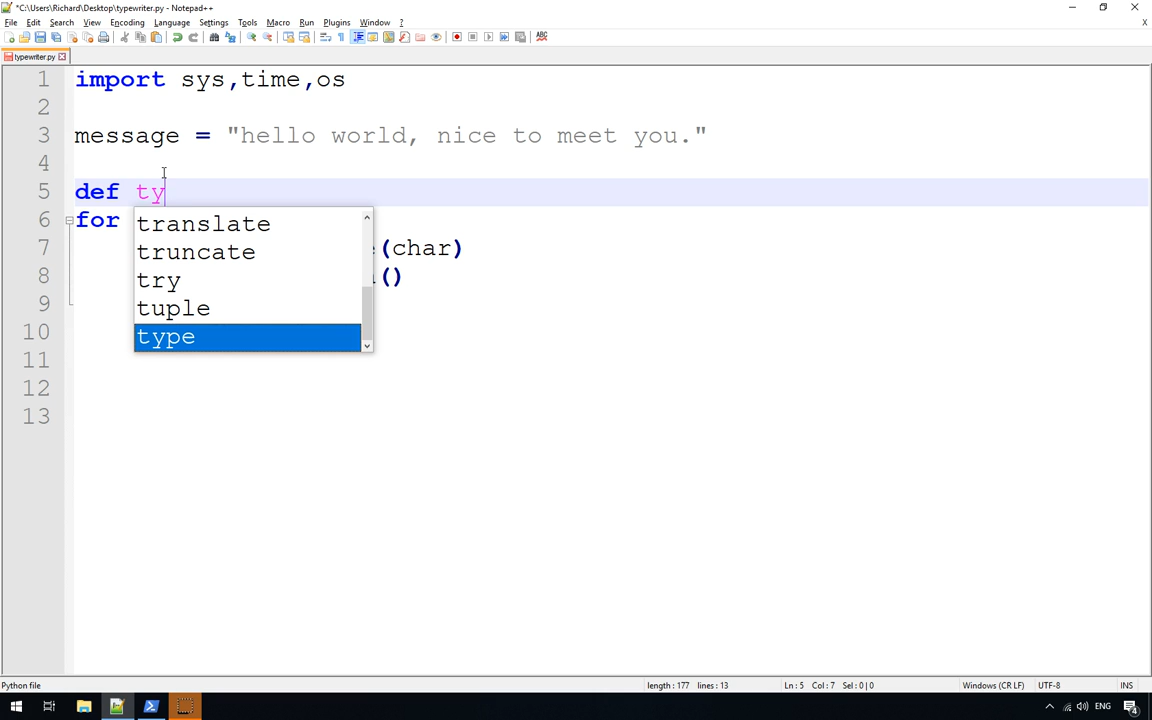 *C:\Users\Richard\Desktop\typewriter.py - Notepad++
File Edit Search View Encoding Language Settings Tools Macro Run Plugins Window ?
X
typewriter.py
1 import sys,time,os
2
3 message = "hello world, nice to meet you."
4
5 def ty
6 for
translate
7 (char)
truncate
8 ()
try
9
tuple
10
type
11
12
13
Python file length : 177 lines : 13 Ln : 5 Col : 7 Sel : 0 | 0 Windows (CR LF) UTF-8 INS
ENG 4